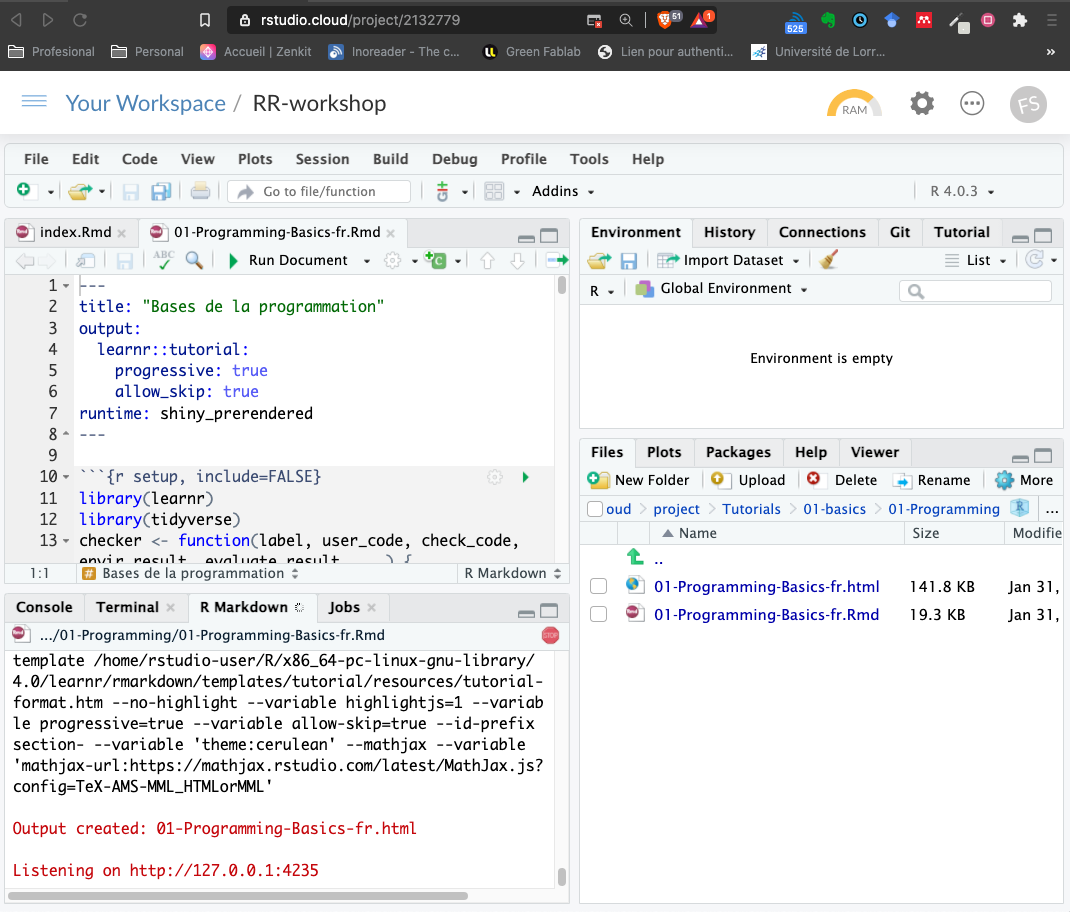 rstudio.cloud/project/2132779
51
1
525
Profesional
Personal
Accueil | Zenkit
Inoreader - The c...
Green Fablab
Lien pour authenti...
Université de Lorr...
»
Your Workspace / RR-workshop
RAM
FS
File Edit Code View Plots Session Build Debug Profile Tools Help
Go to file/function
Addins
R 4.0.3
index.Rmd
01-Programming-Basics-fr.Rmd
ABC
Run Document
1 ---
2 title: "Bases de la programmation"
3 output:
4 learnr::tutorial:
5 progressive: true
6 allow_skip: true
7 runtime: shiny_prerendered
8 ---
9
10 ```{r setup, include=FALSE}
11 library(learnr)
12 library(tidyverse)
13 checker <- function(label, user_code, check_code,
envir_result, evaluate_result, ...) {
1:1
# Bases de la programmation
R Markdown
Console Terminal R Markdown Jobs
.../01-Programming/01-Programming-Basics-fr.Rmd
STOP
template /home/rstudio-user/R/x86_64-pc-linux-gnu-library/
4.0/learnr/rmarkdown/templates/tutorial/resources/tutorial-
format.htm --no-highlight --variable highlightjs=1 --variab
le progressive=true --variable allow-skip=true --id-prefix
section- --variable 'theme:cerulean' --mathjax --variable
'mathjax-url:https://mathjax.rstudio.com/latest/MathJax.js?
config=TeX-AMS-MML_HTMLorMML'
Output created: 01-Programming-Basics-fr.html
Listening on http://127.0.0.1:4235
Environment History Connections Git Tutorial
Import Dataset
List
R
Global Environment
Environment is empty
Files Plots Packages Help Viewer
New Folder Upload Delete Rename More
oud > project > Tutorials > 01-basics > 01-Programming
R
...
Name Size Modifie
..
01-Programming-Basics-fr.html 141.8 KB Jan 31,
01-Programming-Basics-fr.Rmd 19.3 KB Jan 31,